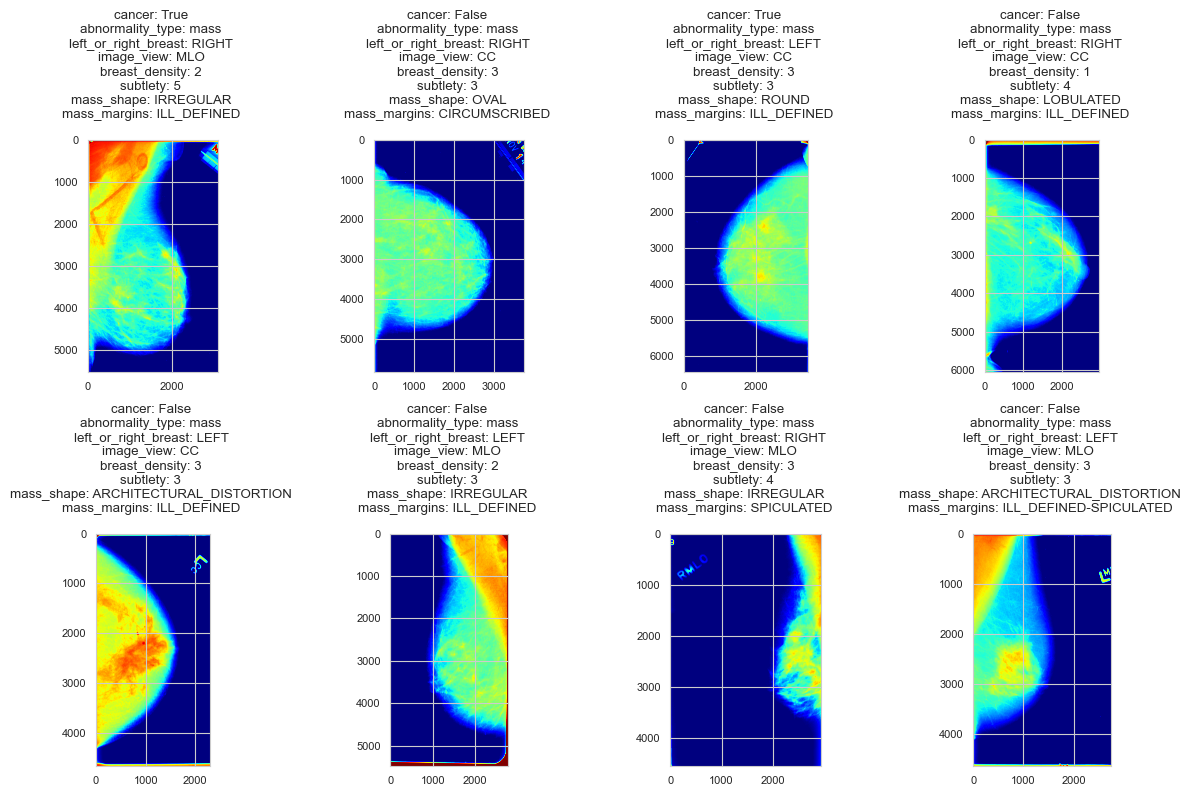 cancer: True
abnormality_type: mass
left_or_right_breast: RIGHT
image_view: MLO
breast_density: 2
subtlety: 5
mass_shape: IRREGULAR
mass_margins: ILL_DEFINED
0
1000
2000
3000
4000
5000
0
2000
cancer: False
abnormality_type: mass
left_or_right_breast: RIGHT
image_view: CC
breast_density: 3
subtlety: 3
mass_shape: OVAL
mass_margins: CIRCUMSCRIBED
0
1000
2000
3000
4000
5000
0
1000
2000
3000
cancer: True
abnormality_type: mass
left_or_right_breast: LEFT
image_view: CC
breast_density: 3
subtlety: 3
mass_shape: ROUND
mass_margins: ILL_DEFINED
0
1000
2000
3000
4000
5000
6000
0
2000
cancer: False
abnormality_type: mass
left_or_right_breast: RIGHT
image_view: CC
breast_density: 1
subtlety: 4
mass_shape: LOBULATED
mass_margins: ILL_DEFINED
0
1000
2000
3000
4000
5000
6000
0
1000
2000
cancer: False
abnormality_type: mass
left_or_right_breast: LEFT
image_view: CC
breast_density: 3
subtlety: 3
mass_shape: ARCHITECTURAL_DISTORTION
mass_margins: ILL_DEFINED
0
1000
2000
3000
4000
0
1000
2000
cancer: False
abnormality_type: mass
left_or_right_breast: LEFT
image_view: MLO
breast_density: 2
subtlety: 3
mass_shape: IRREGULAR
mass_margins: ILL_DEFINED
0
1000
2000
3000
4000
5000
0
1000
2000
cancer: False
abnormality_type: mass
left_or_right_breast: RIGHT
image_view: MLO
breast_density: 3
subtlety: 4
mass_shape: IRREGULAR
mass_margins: SPICULATED
0
RMLO
1000
2000
3000
4000
0
1000
2000
cancer: False
abnormality_type: mass
left_or_right_breast: LEFT
image_view: MLO
breast_density: 3
subtlety: 3
mass_shape: ARCHITECTURAL_DISTORTION
mass_margins: ILL_DEFINED-SPICULATED
0
1000
2000
3000
4000
0
1000
2000